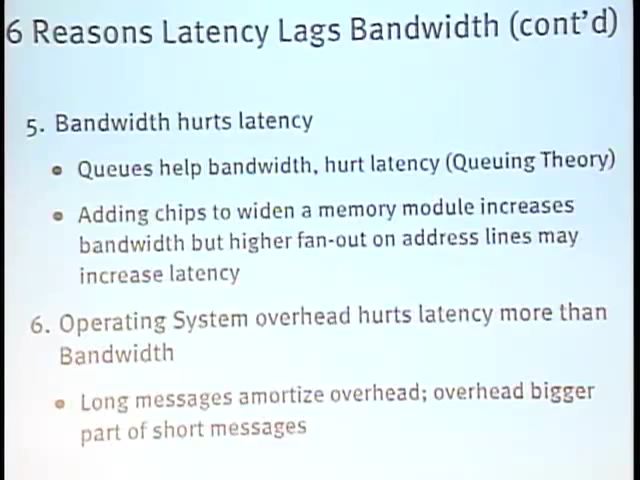 6 Reasons Latency Lags Bandwidth (cont'd)
5. Bandwidth hurts latency
• Queues help bandwidth, hurt latency (Queuing Theory)
• Adding chips to widen a memory module increases
bandwidth but higher fan-out on address lines may
increase latency
6. Operating System overhead hurts latency more than
Bandwidth
• Long messages amortize overhead; overhead bigger
part of short messages